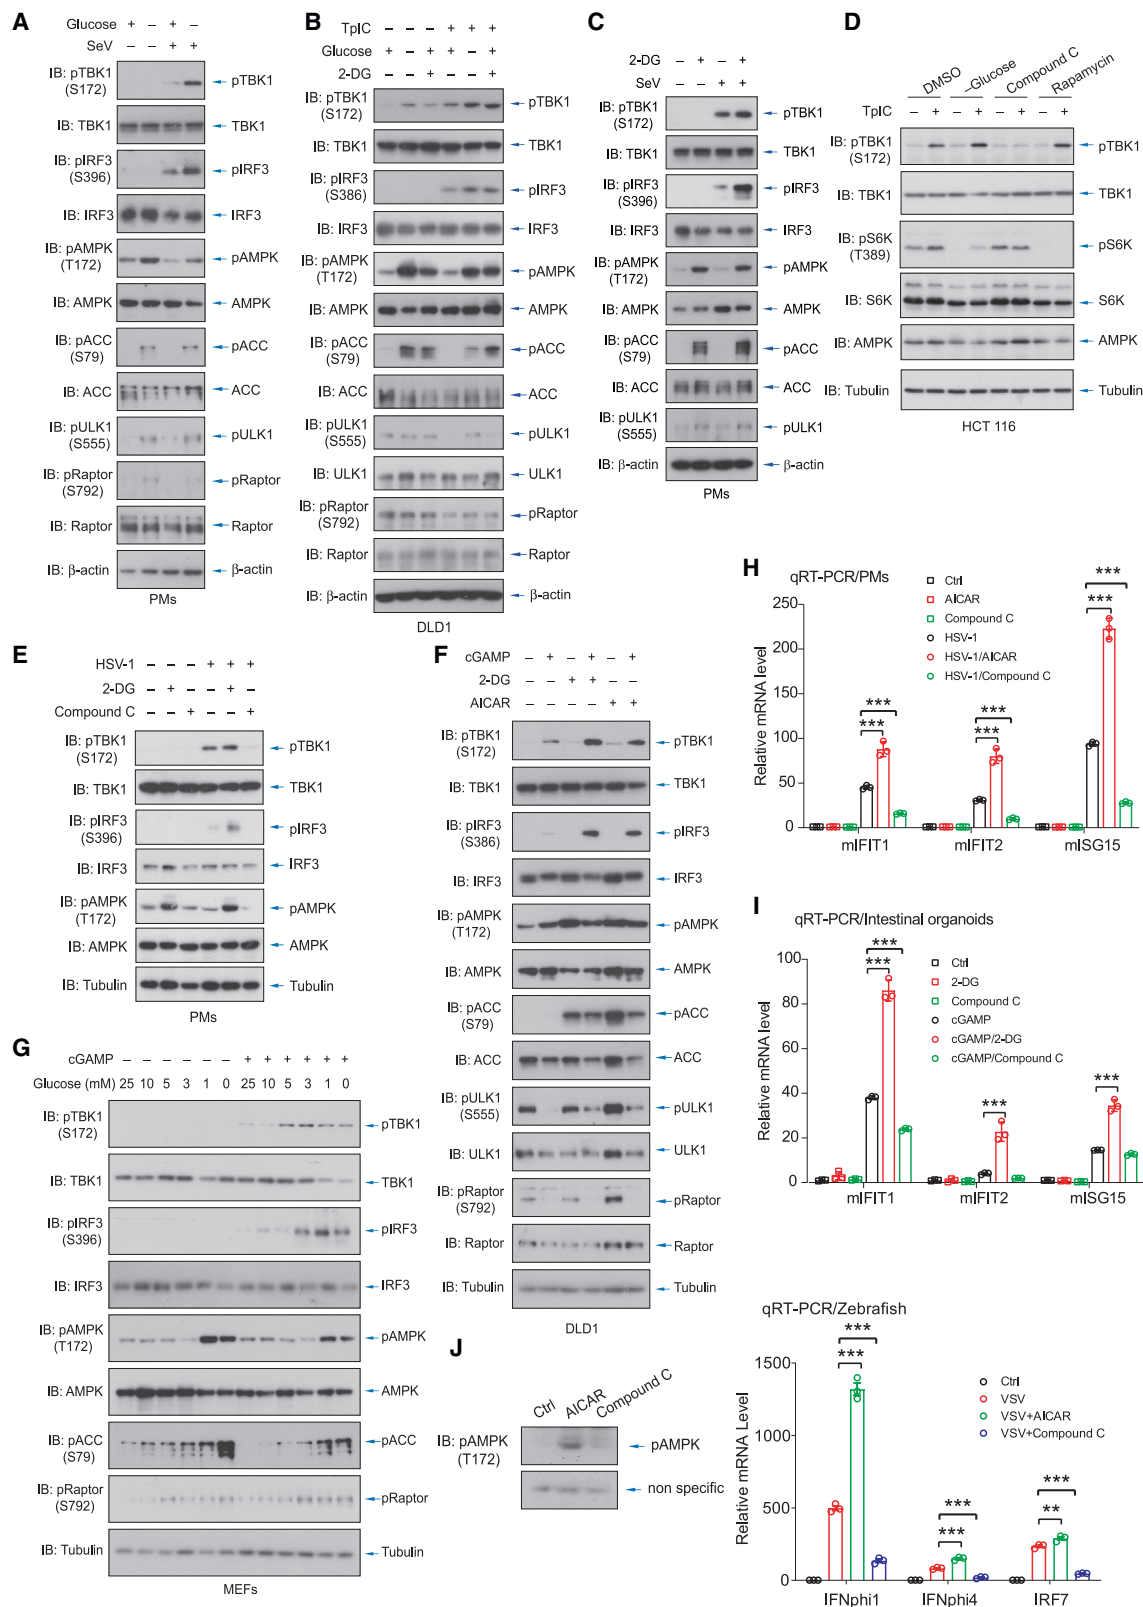 A
Glucose + – + –
SeV – – + +
IB: pTBK1 (S172) pTBK1
IB: TBK1 TBK1
IB: pIRF3 (S396) pIRF3
IB: IRF3 IRF3
IB: pAMPK (T172) pAMPK
IB: AMPK AMPK
IB: pACC (S79) pACC
IB: ACC ACC
IB: pULK1 (S555) pULK1
IB: pRaptor (S792) pRaptor
IB: Raptor Raptor
IB: β-actin β-actin
PMs
B
TpIC – – – + + +
Glucose + – + + – +
2-DG – – + – – +
IB: pTBK1 (S172) pTBK1
IB: TBK1 TBK1
IB: pIRF3 (S386) pIRF3
IB: IRF3 IRF3
IB: pAMPK (T172) pAMPK
IB: AMPK AMPK
IB: pACC (S79) pACC
IB: ACC ACC
IB: pULK1 (S555) pULK1
IB: ULK1 ULK1
IB: pRaptor (S792) pRaptor
IB: Raptor Raptor
IB: β-actin β-actin
DLD1
C
2-DG – + – +
SeV – – + +
IB: pTBK1 (S172) pTBK1
IB: TBK1 TBK1
IB: pIRF3 (S396) pIRF3
IB: IRF3 IRF3
IB: pAMPK (T172) pAMPK
IB: AMPK AMPK
IB: pACC (S79) pACC
IB: ACC ACC
IB: pULK1 (S555) pULK1
IB: β-actin β-actin
PMs
D
DMSO –Glucose Compound C Rapamycin
TpIC – + – + – + – +
IB: pTBK1 (S172) pTBK1
IB: TBK1 TBK1
IB: pS6K (T389) pS6K
IB: S6K S6K
IB: AMPK AMPK
IB: Tubulin Tubulin
HCT 116
E
HSV-1 – – – + + +
2-DG – + – – + –
Compound C – – + – – +
IB: pTBK1 (S172) pTBK1
IB: TBK1 TBK1
IB: pIRF3 (S396) pIRF3
IB: IRF3 IRF3
IB: pAMPK (T172) pAMPK
IB: AMPK AMPK
IB: Tubulin Tubulin
PMs
F
cGAMP – + – + – +
2-DG – – + + – –
AICAR – – – – + +
IB: pTBK1 (S172) pTBK1
IB: TBK1 TBK1
IB: pIRF3 (S386) pIRF3
IB: IRF3 IRF3
IB: pAMPK (T172) pAMPK
IB: AMPK AMPK
IB: pACC (S79) pACC
IB: ACC ACC
IB: pULK1 (S555) pULK1
IB: ULK1 ULK1
IB: pRaptor (S792) pRaptor
IB: Raptor Raptor
IB: Tubulin Tubulin
DLD1
G
cGAMP – – – – – – + + + + + +
Glucose (mM) 25 10 5 3 1 0 25 10 5 3 1 0
IB: pTBK1 (S172) pTBK1
IB: TBK1 TBK1
IB: pIRF3 (S396) pIRF3
IB: IRF3 IRF3
IB: pAMPK (T172) pAMPK
IB: AMPK AMPK
IB: pACC (S79) pACC
IB: pRaptor (S792) pRaptor
IB: Tubulin Tubulin
MEFs
H
qRT-PCR/PMs
Relative mRNA level
250
200
150
100
50
0
Ctrl
AICAR
Compound C
HSV-1
HSV-1/AICAR
HSV-1/Compound C
*** *** *** *** *** ***
mIFIT1 mIFIT2 mISG15
I
qRT-PCR/Intestinal organoids
Relative mRNA level
100
80
60
40
20
0
Ctrl
2-DG
Compound C
cGAMP
cGAMP/2-DG
cGAMP/Compound C
*** *** *** ***
mIFIT1 mIFIT2 mISG15
J
Ctrl AICAR Compound C
IB: pAMPK (T172) pAMPK
non specific
qRT-PCR/Zebrafish
Relative mRNA Level
1500
1000
500
0
Ctrl
VSV
VSV+AICAR
VSV+Compound C
*** *** *** *** *** **
IFNphi1 IFNphi4 IRF7